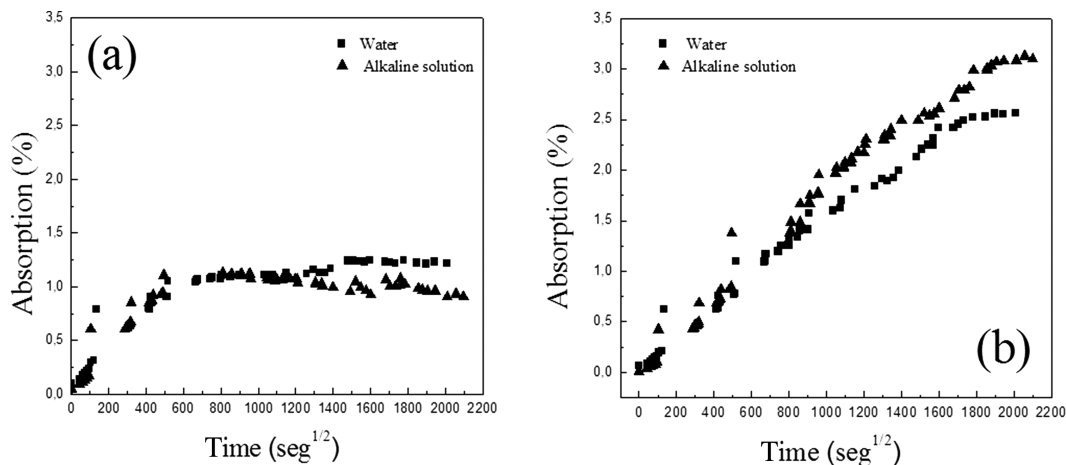 (a)
Water
Alkaline solution
Absorption (%)
3.5
3.0
2.5
2.0
1.5
1.0
0.5
0.0
0 200 400 600 800 1000 1200 1400 1600 1800 2000 2200
Time (seg1/2)
(b)
Water
Alkaline solution
Absorption (%)
3,5
3,0
2,5
2,0
1,5
1,0
0,5
0,0
0 200 400 600 800 1000 1200 1400 1600 1800 2000 2200
Time (seg1/2)